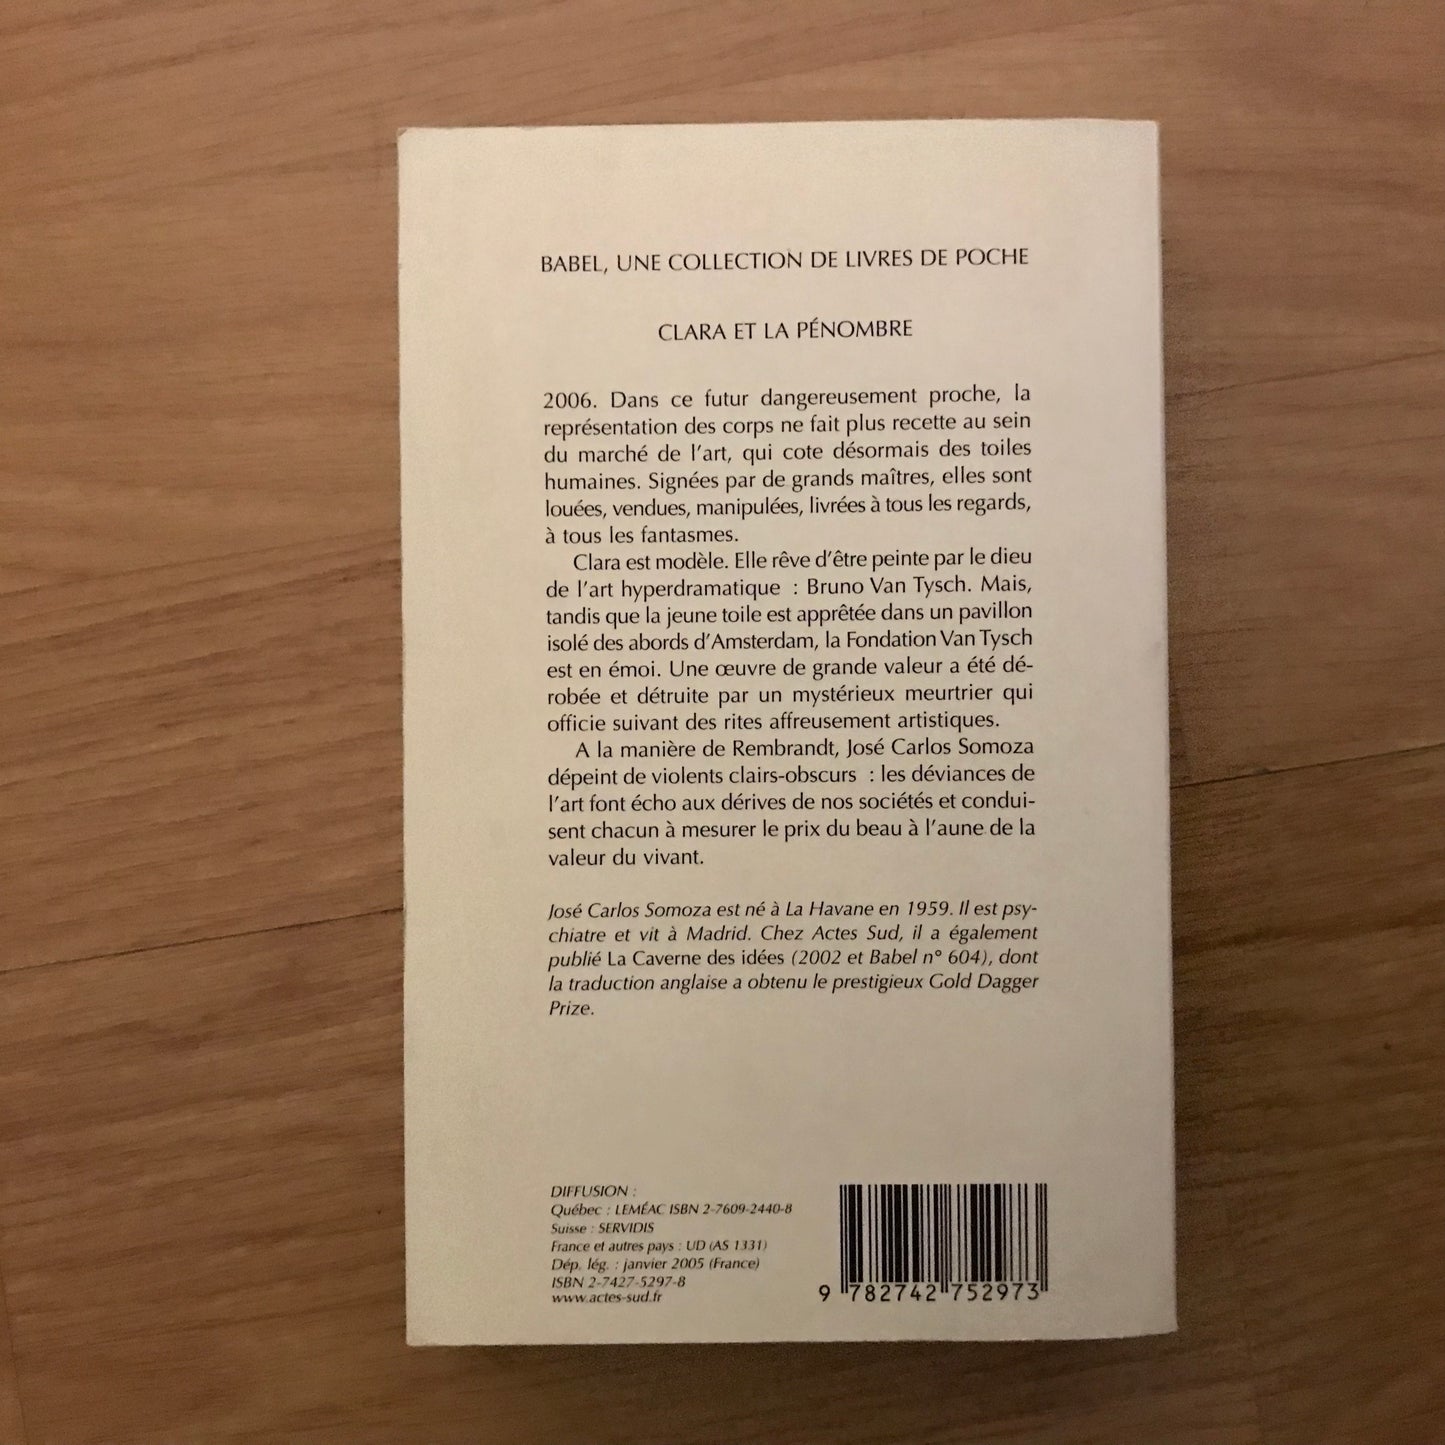 BABEL, UNE COLLECTION DE LIVRES DE POCHE
CLARA ET LA PÉNOMBRE
2006. Dans ce futur dangereusement proche, la
représentation des corps ne fait plus recette au sein
du marché de l'art, qui cote désormais des toiles
humaines. Signées par de grands maîtres, elles sont
louées, vendues, manipulées, livrées à tous les regards,
à tous les fantasmes.
Clara est modèle. Elle rêve d'être peinte par le dieu
de l'art hyperdramatique : Bruno Van Tysch. Mais,
tandis que la jeune toile est apprêtée dans un pavillon
isolé des abords d'Amsterdam, la Fondation Van Tysch
est en émoi. Une œuvre de grande valeur a été dé-
robée et détruite par un mystérieux meurtrier qui
officie suivant des rites affreusement artistiques.
A la manière de Rembrandt, José Carlos Somoza
dépeint de violents clairs-obscurs : les déviances de
l'art font écho aux dérives de nos sociétés et condui-
sent chacun à mesurer le prix du beau à l'aune de la
valeur du vivant.
José Carlos Somoza est né à La Havane en 1959. Il est psy-
chiatre et vit à Madrid. Chez Actes Sud, il a également
publié La Caverne des idées (2002 et Babel n° 604), dont
la traduction anglaise a obtenu le prestigieux Gold Dagger
Prize.
DIFFUSION :
Québec : LEMÉAC ISBN 2-7609-2440-8
Suisse : SERVIDIS
France et autres pays : UD (AS 1331)
Dép. lég. : janvier 2005 (France)
ISBN 2-7427-5297-8
www.actes-sud.fr
9 782742 752973